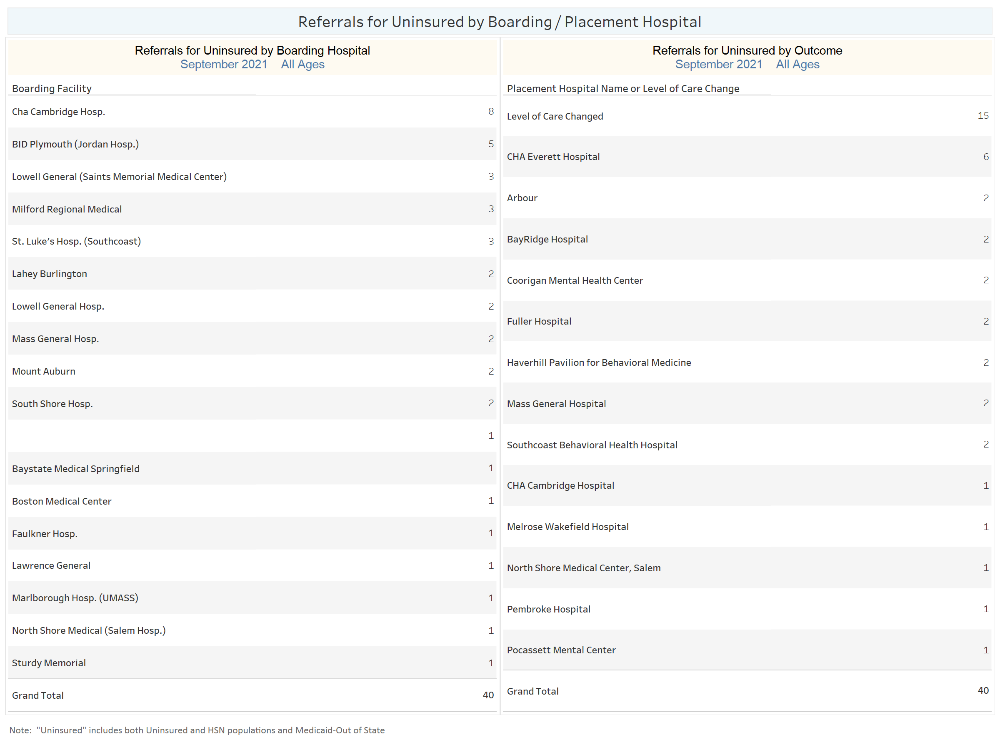 Referrals for Uninsured by Boarding / Placement Hospital
Referrals for Uninsured by Boarding Hospital
September 2021 All Ages
Boarding Facility
Cha Cambridge Hosp. 8
BID Plymouth (Jordan Hosp.) 5
Lowell General (Saints Memorial Medical Center) 3
Milford Regional Medical 3
St. Luke’s Hosp. (Southcoast) 3
Lahey Burlington 2
Lowell General Hosp. 2
Mass General Hosp. 2
Mount Auburn 2
South Shore Hosp. 2
1
Baystate Medical Springfield 1
Boston Medical Center 1
Faulkner Hosp. 1
Lawrence General 1
Marlborough Hosp. (UMASS) 1
North Shore Medical (Salem Hosp.) 1
Sturdy Memorial 1
Grand Total 40
Referrals for Uninsured by Outcome
September 2021 All Ages
Placement Hospital Name or Level of Care Change
Level of Care Changed 15
CHA Everett Hospital 6
Arbour 2
BayRidge Hospital 2
Coorigan Mental Health Center 2
Fuller Hospital 2
Haverhill Pavilion for Behavioral Medicine 2
Mass General Hospital 2
Southcoast Behavioral Health Hospital 2
CHA Cambridge Hospital 1
Melrose Wakefield Hospital 1
North Shore Medical Center, Salem 1
Pembroke Hospital 1
Pocassett Mental Center 1
Grand Total 40
Note: "Uninsured" includes both Uninsured and HSN populations and Medicaid-Out of State